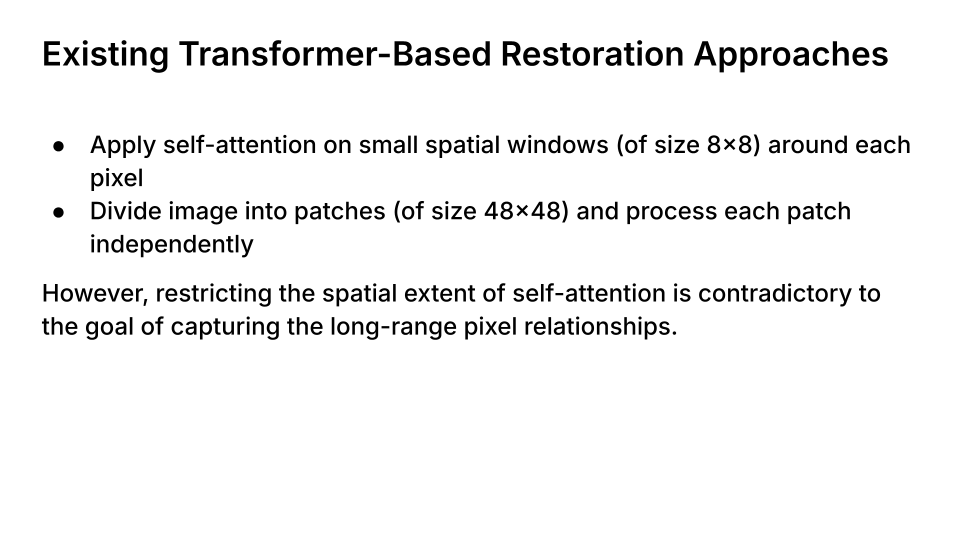 Existing Transformer-Based Restoration Approaches
● Apply self-attention on small spatial windows (of size 8×8) around each
pixel
● Divide image into patches (of size 48×48) and process each patch
independently
However, restricting the spatial extent of self-attention is contradictory to
the goal of capturing the long-range pixel relationships.